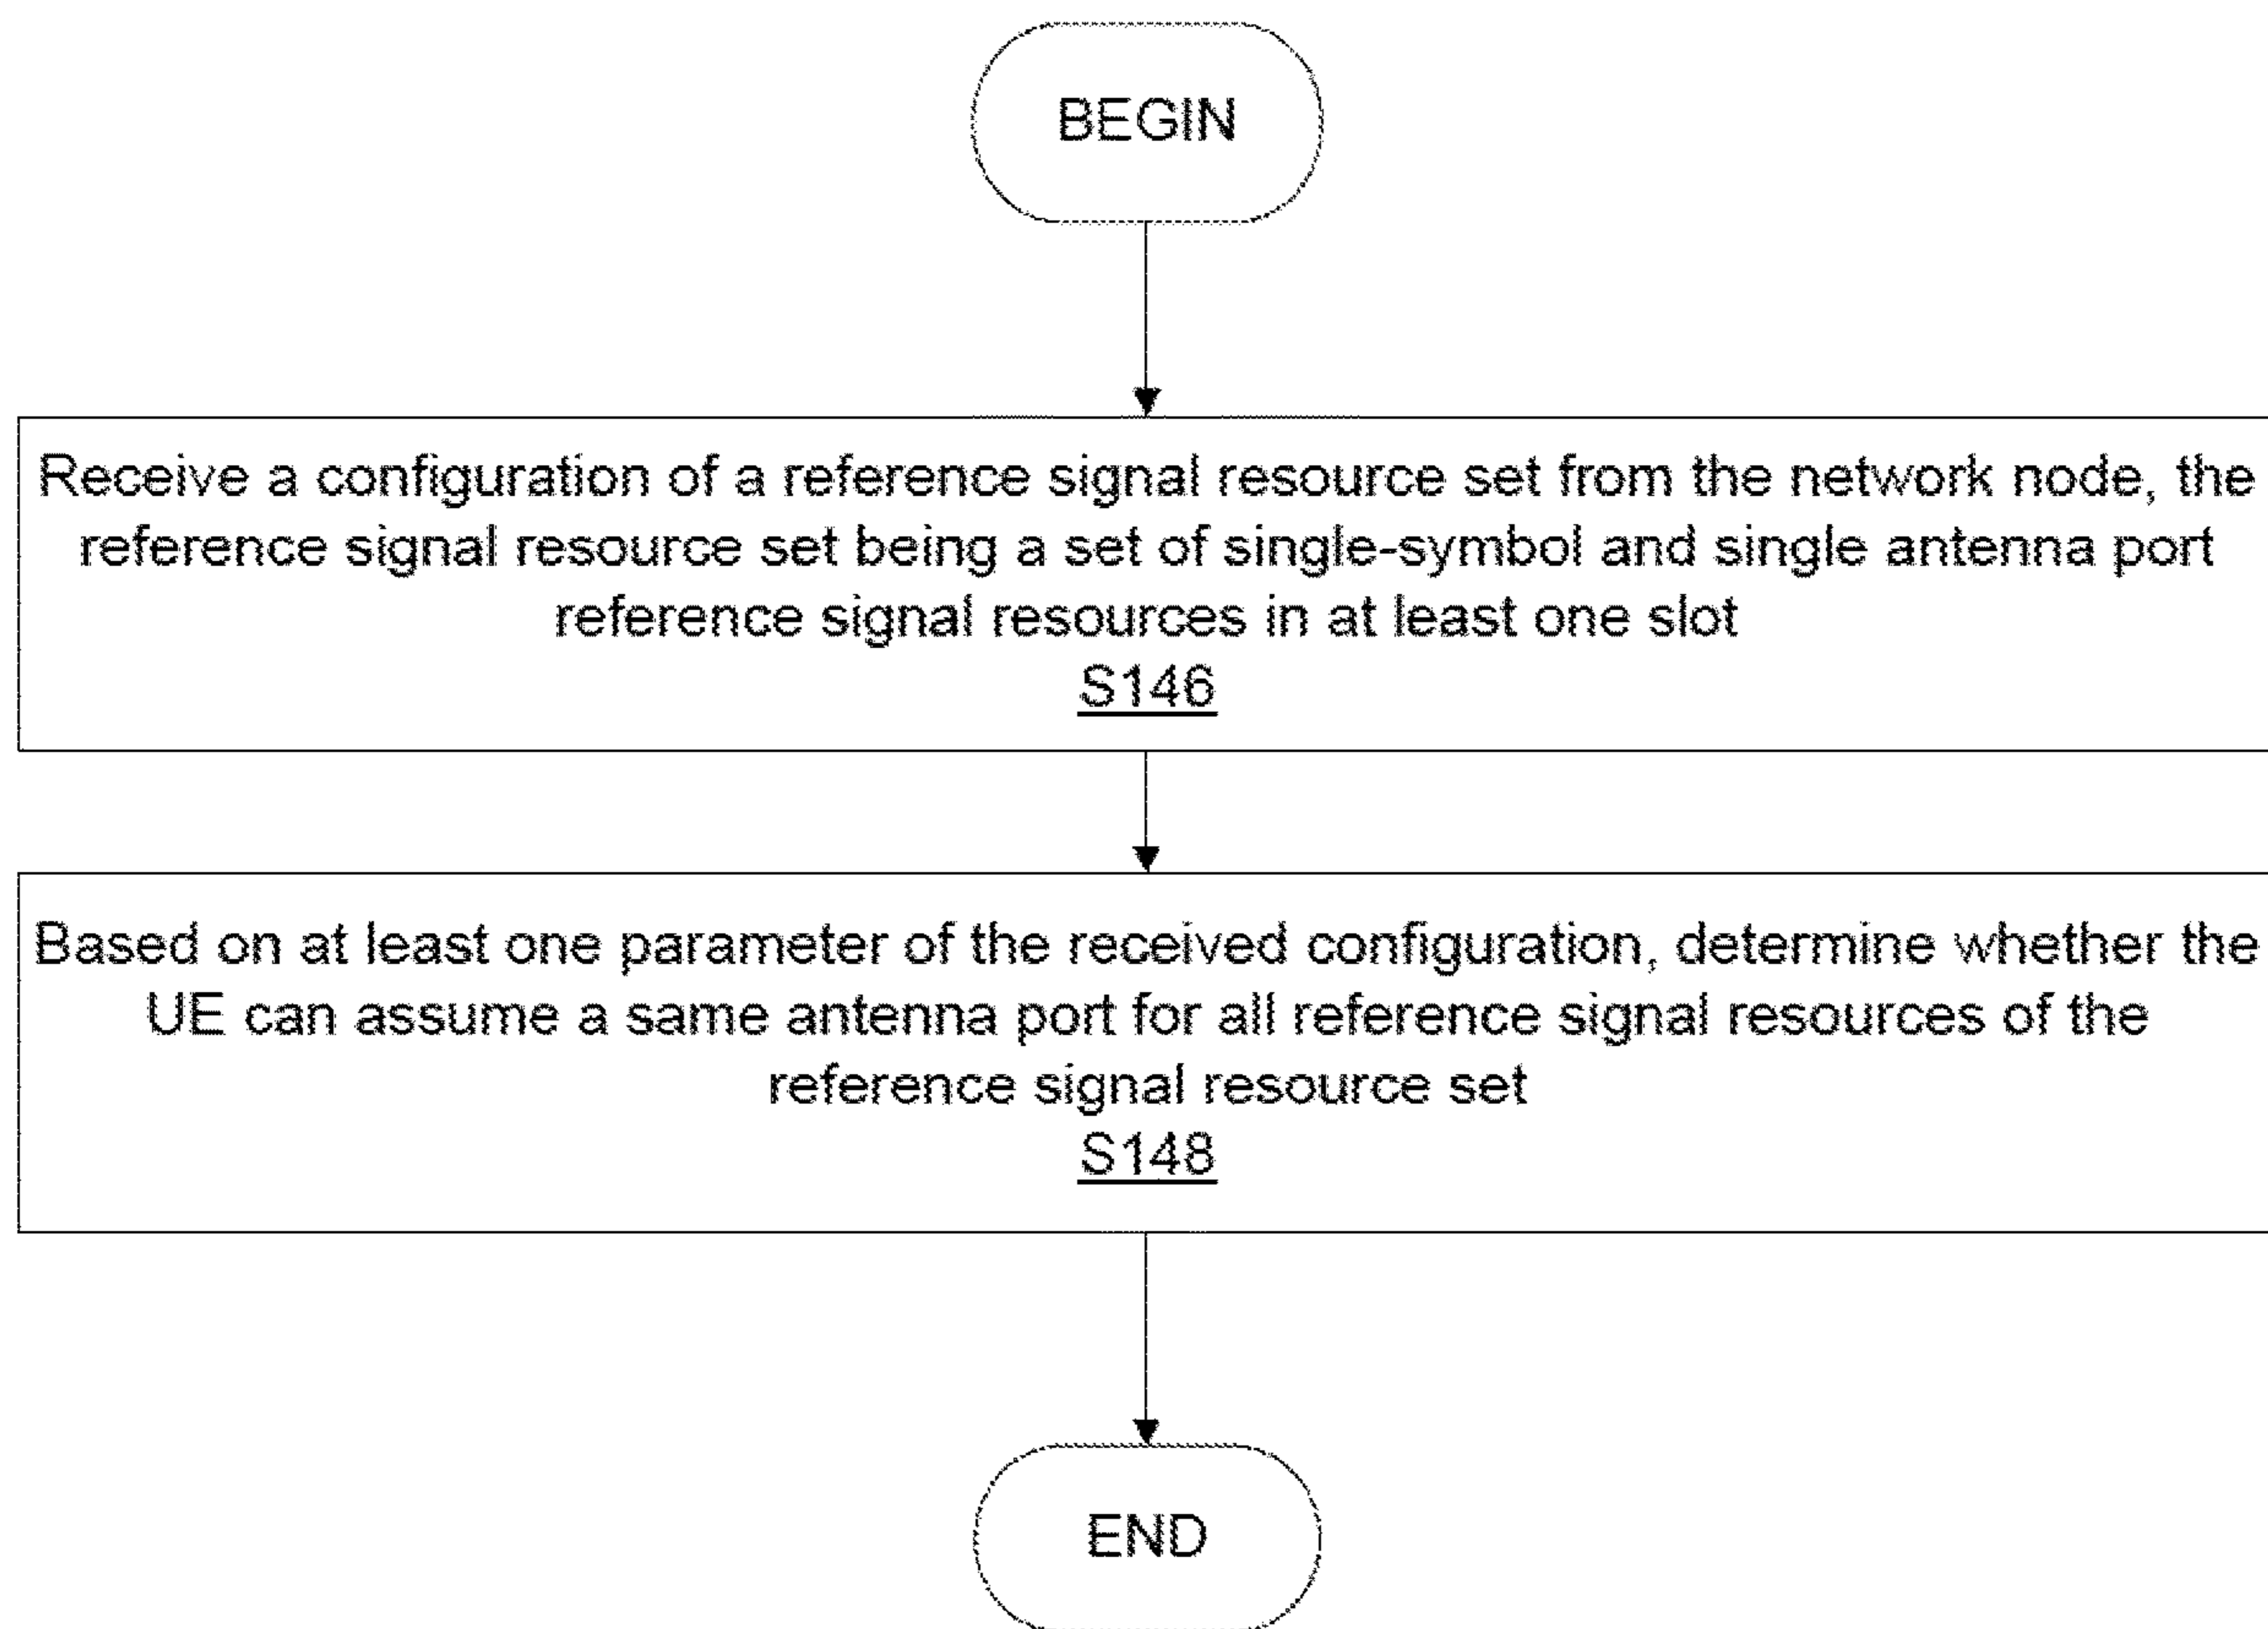 BEGIN
Receive a configuration of a reference signal resource set from the network node, the
reference signal resource set being a set of single-symbol and single antenna port
reference signal resources in at least one slot
S146
Based on at least one parameter of the received configuration, determine whether the
UE can assume a same antenna port for all reference signal resources of the
reference signal resource set
S148
END